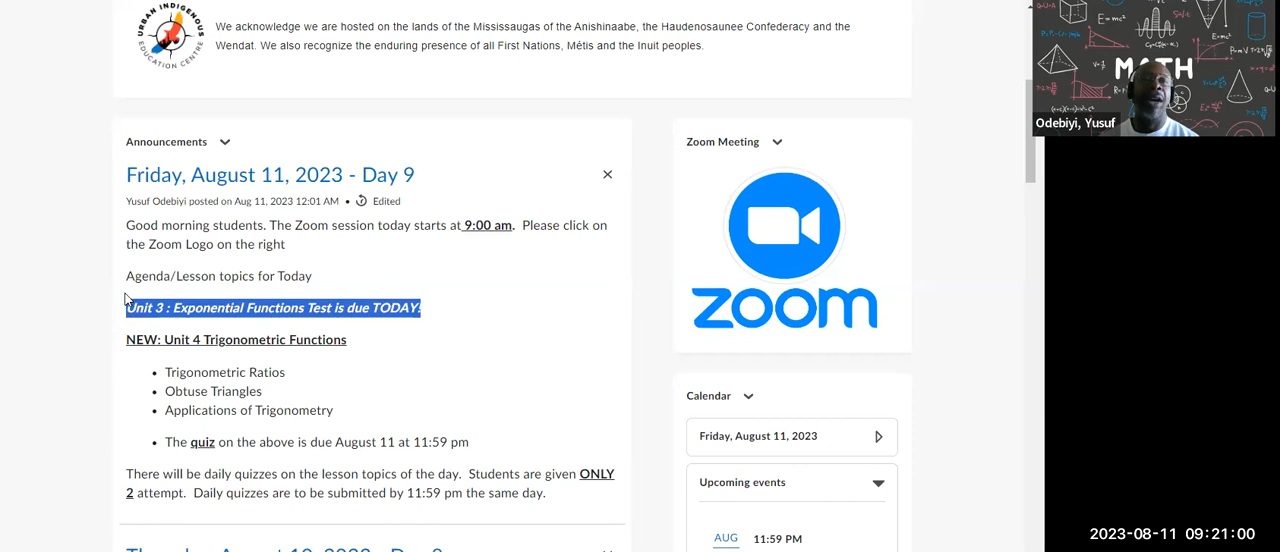 URBAN INDIGENOUS
EDUCATION CENTRE
We acknowledge we are hosted on the lands of the Mississaugas of the Anishinaabe, the Haudenosaunee Confederacy and the
Wendat. We also recognize the enduring presence of all First Nations, Métis and the Inuit peoples.
Announcements
Friday, August 11, 2023 - Day 9
Yusuf Odebiyi posted on Aug 11, 2023 12:01 AM • Edited
Good morning students. The Zoom session today starts at 9:00 am. Please click on
the Zoom Logo on the right
Agenda/Lesson topics for Today
Unit 3 : Exponential Functions Test is due TODAY!
NEW: Unit 4 Trigonometric Functions
• Trigonometric Ratios
• Obtuse Triangles
• Applications of Trigonometry
• The quiz on the above is due August 11 at 11:59 pm
There will be daily quizzes on the lesson topics of the day. Students are given ONLY
2 attempt. Daily quizzes are to be submitted by 11:59 pm the same day.
Zoom Meeting
zoom
Calendar
Friday, August 11, 2023
Upcoming events
AUG 11:59 PM
E=mc²
MATH
E=mc²
Odebiyi, Yusuf
2023-08-11 09:21:00